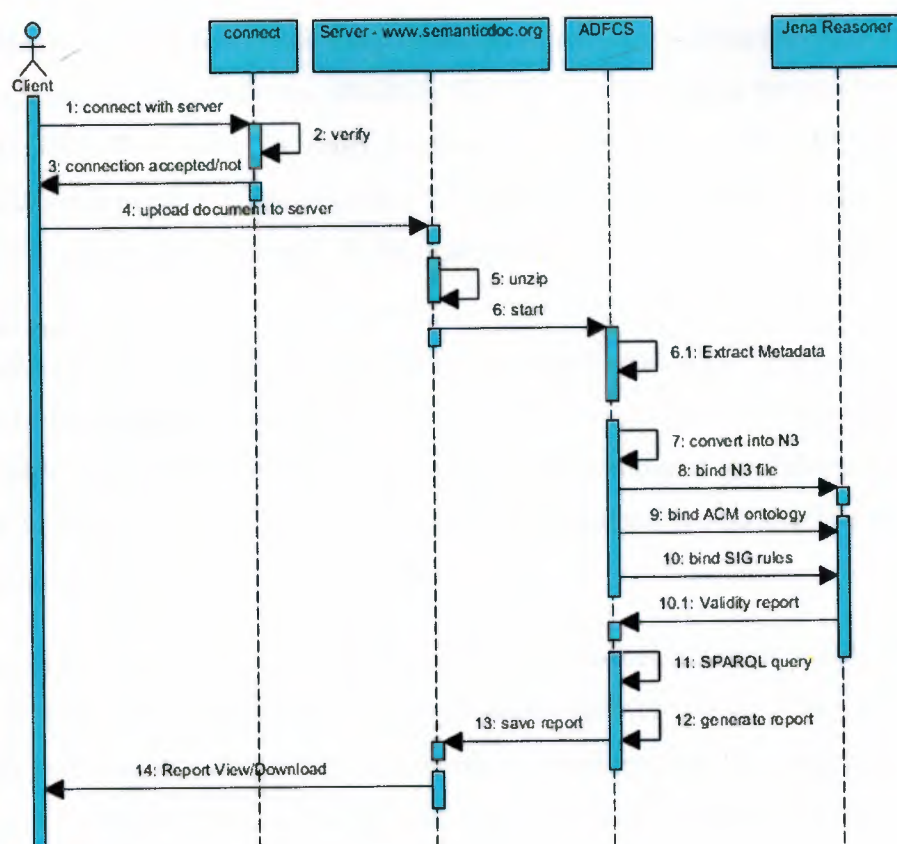 connect
Server - www.semanticdoc.org
ADFCS
Jena Reasoner
Client
1: connect with server
2: verify
3: connection accepted/not
4: upload document to server
5: unzip
6: start
6.1: Extract Metadata
7: convert into N3
8: bind N3 file
9: bind ACM ontology
10: bind SIG rules
10.1: Validity report
11: SPARQL query
12: generate report
13: save report
14: Report View/Download